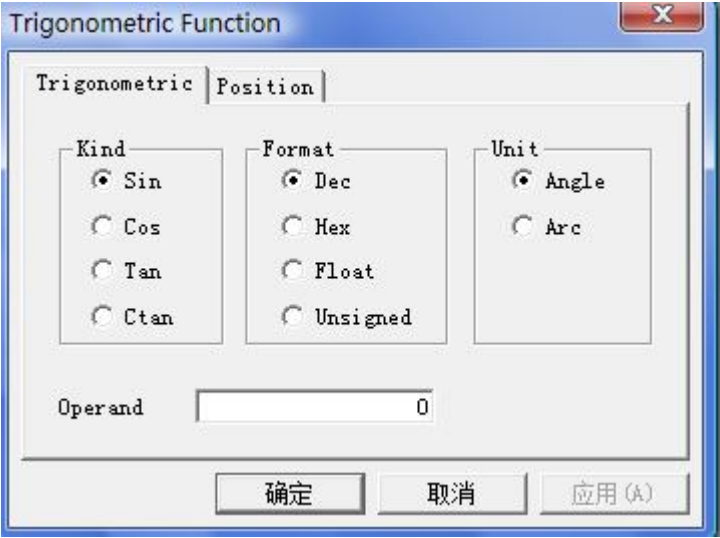 Trigonometric Function
Trigonometric Position
Kind Format Unit
Sin Dec Angle
Cos Hex Arc
Tan Float
Ctan Unsigned
Operand 0
确定 取消 应用(A)